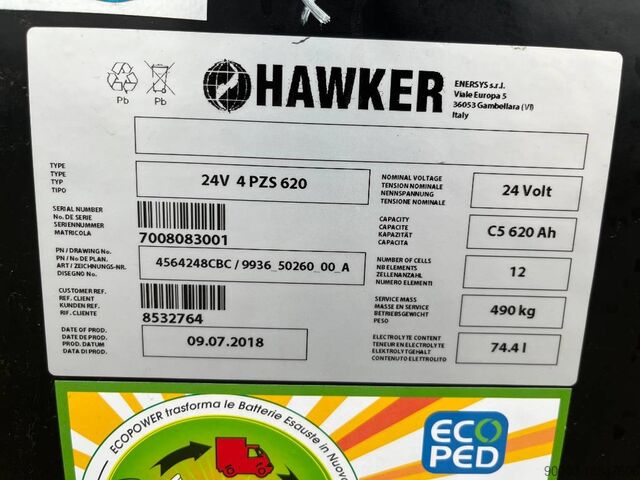 Pb
Pb
HAWKER
ENERSYS s.r.l.
Viale Europa 5
36053 Gambellara (VI)
Italy
TYPE
TYPE
TYP
TIPO
24V 4 PZS 620
SERIAL NUMBER
No. DE SERIE
SERIENNUMMER
MATRICOLA
7008083001
PN / DRAWING No.
PN / No DE PLAN.
ART / ZEICHUNGS-NR.
DISEGNO No.
4564248CBC / 9936_50260_00_A
CUSTOMER REF.
REF. CLIENT
KUNDEN REF.
RIF. CLIENTE
8532764
DATE OF PROD.
DATE DE PROD.
PROD. DATUM
DATA DI PROD.
09.07.2018
NOMINAL VOLTAGE
TENSION NOMINALE
NENNSPANNUNG
TENSIONE NOMINALE
24 Volt
CAPACITY
CAPACITE
KAPAZITÄT
CAPACITA
C5 620 Ah
NUMBER OF CELLS
NB ELEMENTS
ZELLENANZAHL
NUMERO ELEMENTI
12
SERVICE MASS
MASSE EN SERVICE
BETRIEBSGEWICHT
PESO
490 kg
ELECTROLYTE CONTENT
TENEUR EN ELECTROLYTE
ELEKTROLYTGEHALT
CONTENUTO ELETTROLITO
74.4 l
ECOPOWER trasforma le Batterie Esauste in Nuove
ECO
PED